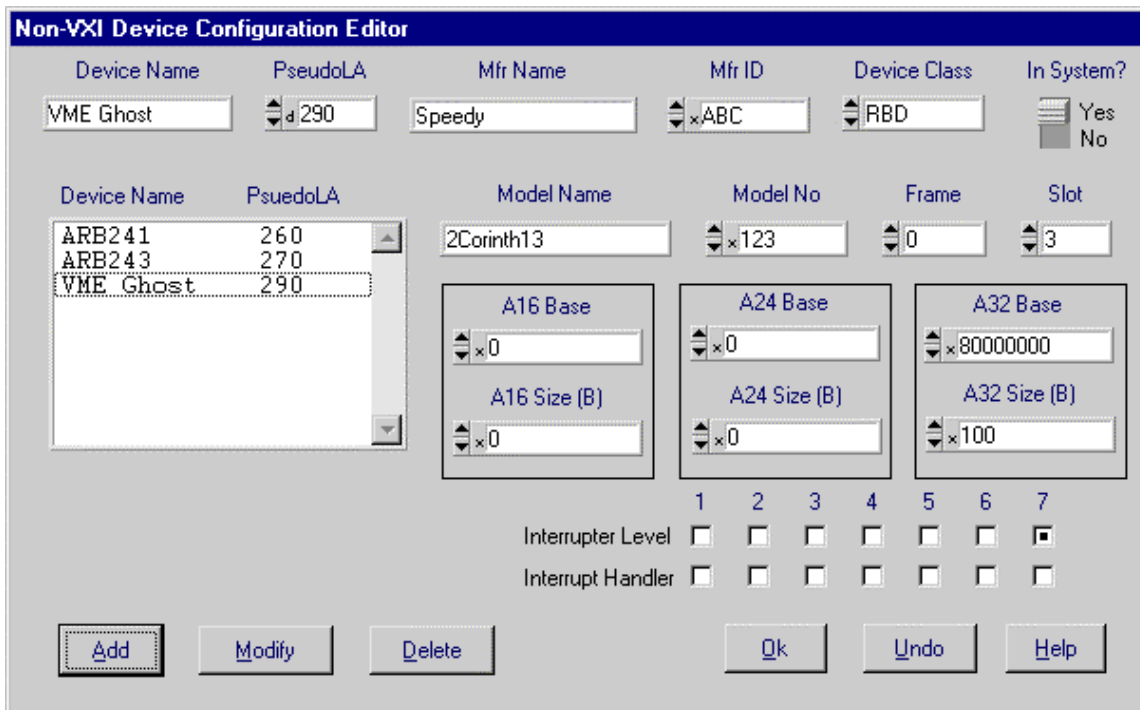 Non-VXI Device Configuration Editor
Device Name PseudoLA Mfr Name Mfr ID Device Class In System?
VME Ghost d 290 Speedy x ABC RBD Yes
No
Device Name PsuedoLA Model Name Model No Frame Slot
ARB241 260
2Corinth13 x 123 0 3
ARB243 270
VME Ghost 290
A16 Base A24 Base A32 Base
x 0 x 0 x 80000000
A16 Size (B) A24 Size (B) A32 Size (B)
x 0 x 0 x 100
1 2 3 4 5 6 7
Interrupter Level
Interrupt Handler
Add Modify Delete Ok Undo Help